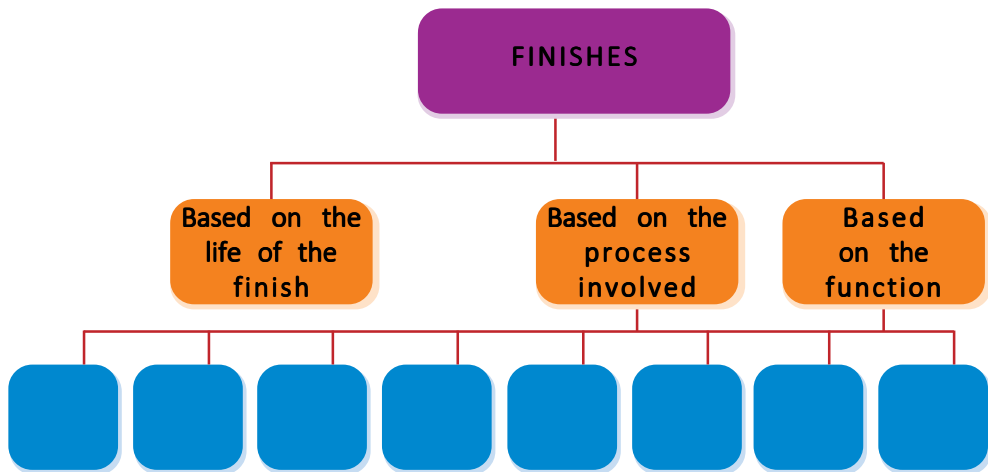 FINISHES
Based on the
life of the
finish
Based on the
process
involved
Based
on the
function